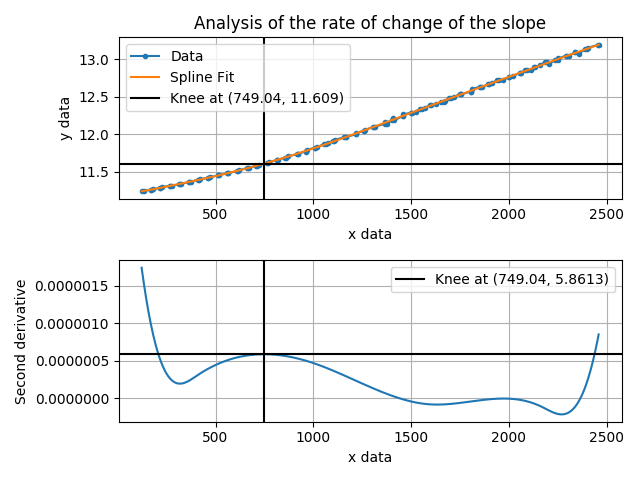 Analysis of the rate of change of the slope
13.0
12.5
12.0
11.5
y data
Data
Spline Fit
Knee at (749.04, 11.609)
500 1000 1500 2000 2500
x data
0.0000015
0.0000010
0.0000005
0.0000000
Second derivative
Knee at (749.04, 5.8613)
500 1000 1500 2000 2500
x data